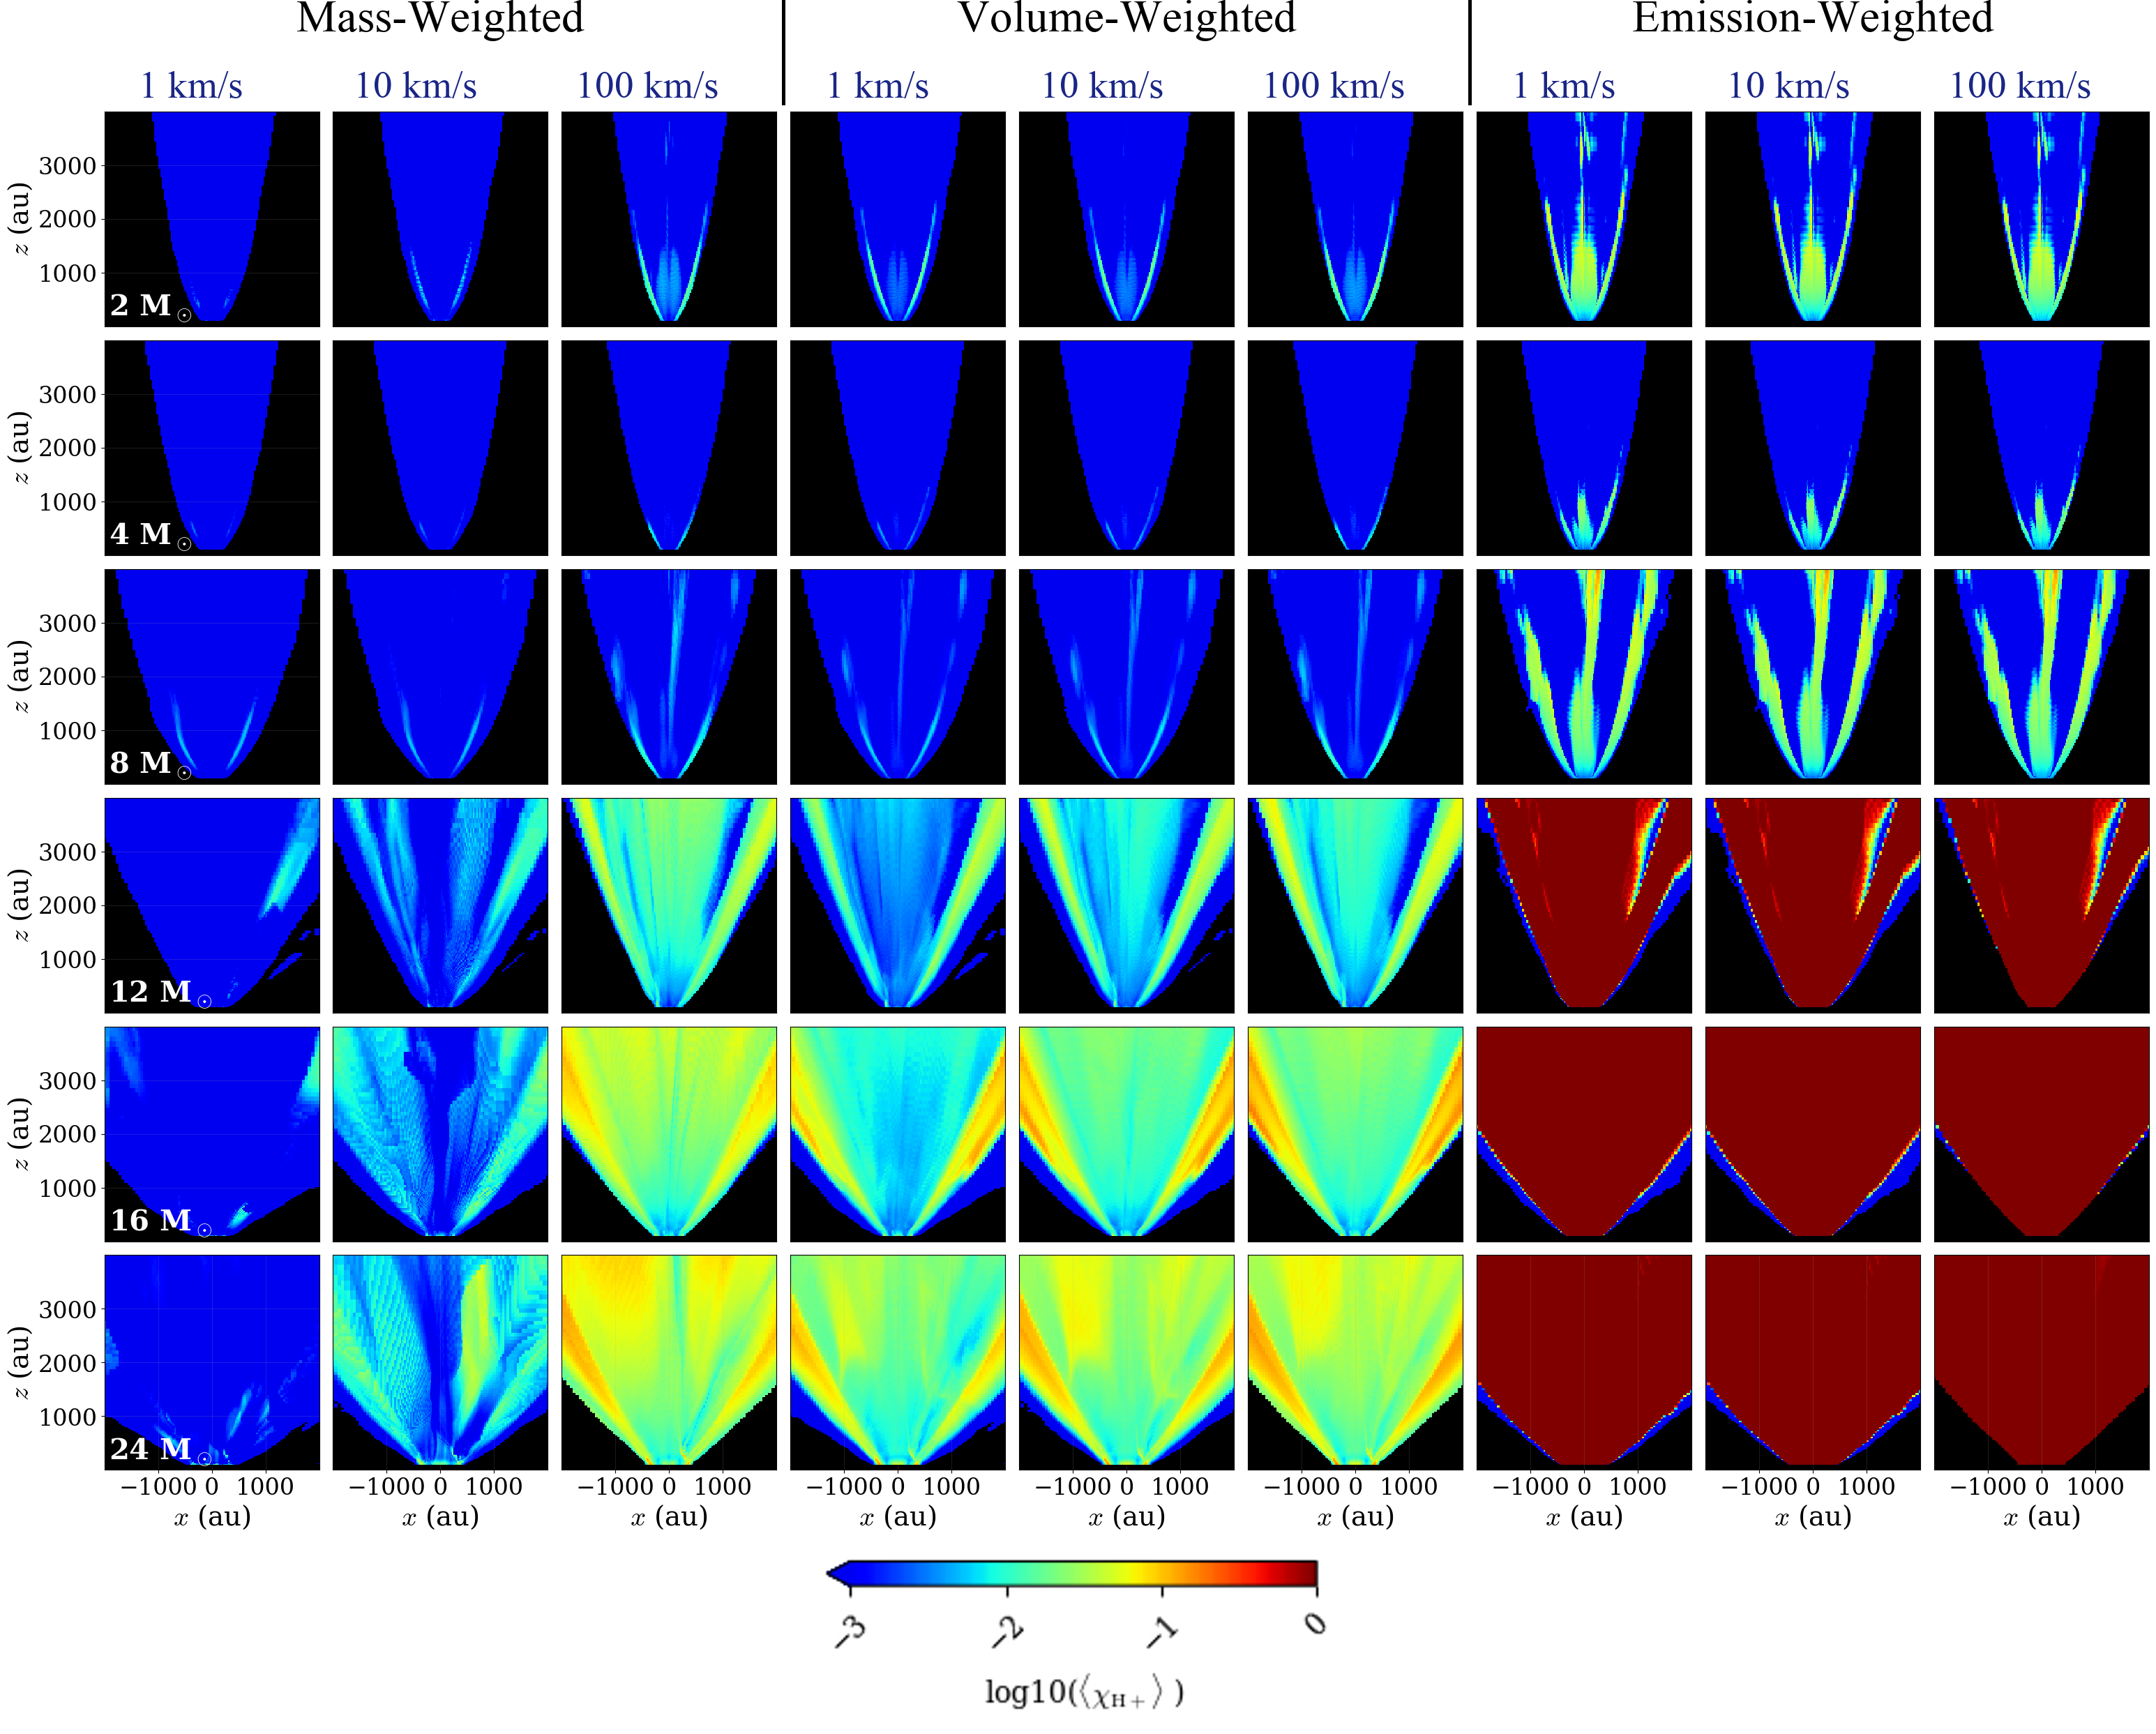 Mass-Weighted Volume-Weighted Emission-Weighted
1 km/s 10 km/s 100 km/s 1 km/s 10 km/s 100 km/s 1 km/s 10 km/s 100 km/s
z (au)
3000
2000
1000
2 M⊙
z (au)
3000
2000
1000
4 M⊙
z (au)
3000
2000
1000
8 M⊙
z (au)
3000
2000
1000
12 M⊙
z (au)
3000
2000
1000
16 M⊙
z (au)
3000
2000
1000
24 M⊙
−1000 0 1000 −1000 0 1000 −1000 0 1000 −1000 0 1000 −1000 0 1000 −1000 0 1000 −1000 0 1000 −1000 0 1000 −1000 0 1000
x (au) x (au) x (au) x (au) x (au) x (au) x (au) x (au) x (au)
−3 −2 −1 0
log10(⟨χH+⟩)